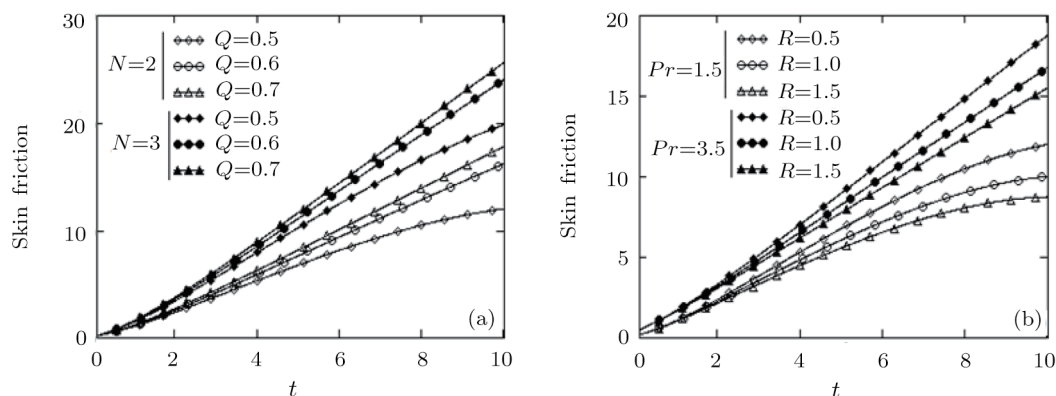 30
20
10
0
0 2 4 6 8 10
Skin friction
t
N=2
Q=0.5
Q=0.6
Q=0.7
N=3
Q=0.5
Q=0.6
Q=0.7
(a)
20
15
10
5
0
0 2 4 6 8 10
Skin friction
t
Pr=1.5
R=0.5
R=1.0
R=1.5
Pr=3.5
R=0.5
R=1.0
R=1.5
(b)